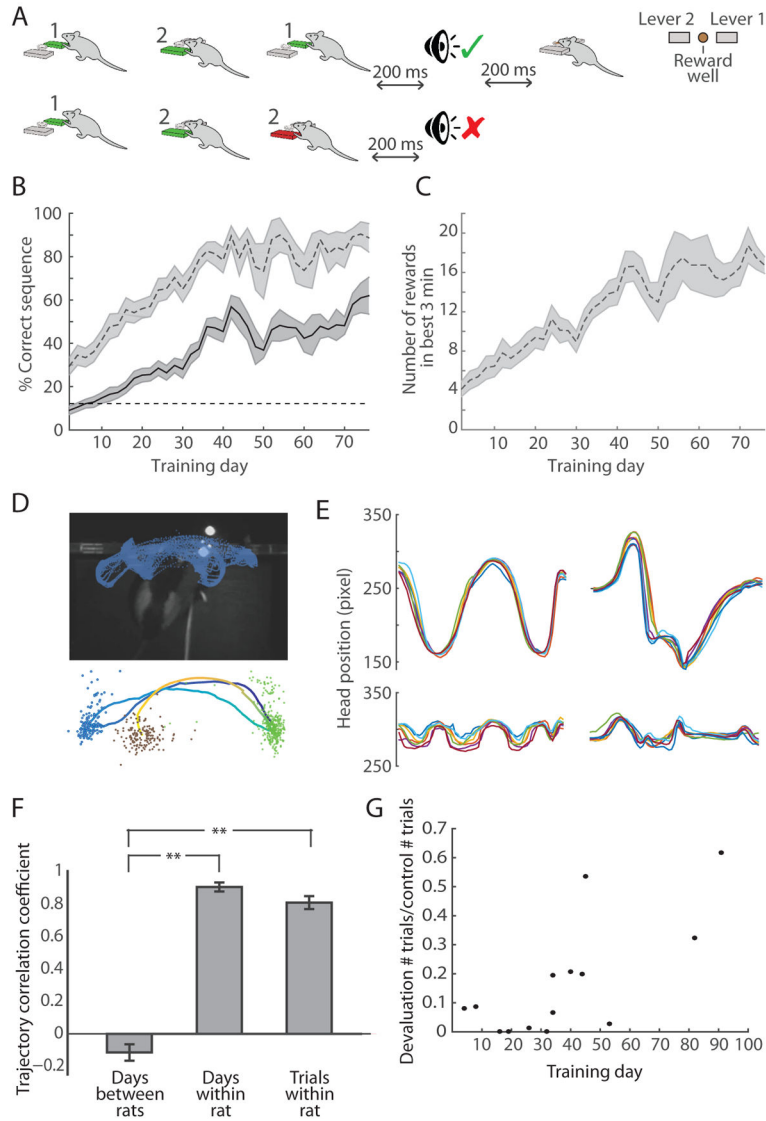 A
1
2
1
200 ms
200 ms
Lever 2
Lever 1
Reward
well
1
2
2
200 ms
B
% Correct sequence
100
80
60
40
20
0
10
20
30
40
50
60
70
Training day
C
Number of rewards
in best 3 min
20
16
12
8
4
0
10
20
30
40
50
60
70
Training day
D
E
Head position (pixel)
350
250
150
350
250
F
Trajectory correlation coefficient
**
**
1
0.8
0.6
0.4
0.2
0
−0.2
Days
between
rats
Days
within
rat
Trials
within
rat
G
Devaluation # trials/control # trials
0.7
0.6
0.5
0.4
0.3
0.2
0.1
0
10
20
30
40
50
60
70
80
90
100
Training day